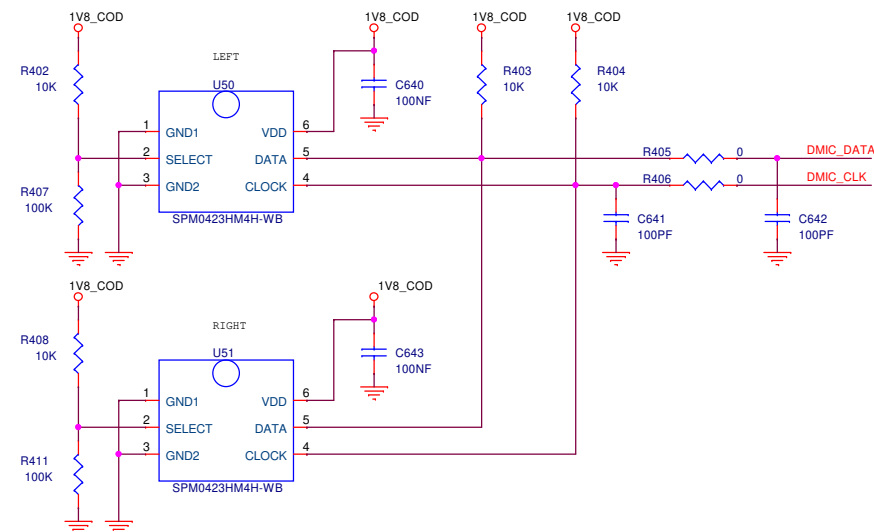 1V8_COD 1V8_COD 1V8_COD 1V8_COD
LEFT
R402 10K
U50
C640 100NF
R403 10K
R404 10K
1 GND1 VDD 6
2 SELECT DATA 5
3 GND2 CLOCK 4
SPM0423HM4H-WB
R407 100K
R405 0 DMIC_DATA
R406 0 DMIC_CLK
C641 100PF
C642 100PF
1V8_COD 1V8_COD
RIGHT
R408 10K
U51
C643 100NF
1 GND1 VDD 6
2 SELECT DATA 5
3 GND2 CLOCK 4
SPM0423HM4H-WB
R411 100K